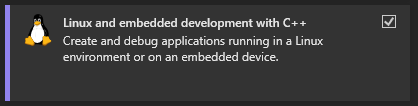 Linux and embedded development with C++
Create and debug applications running in a Linux
environment or on an embedded device.